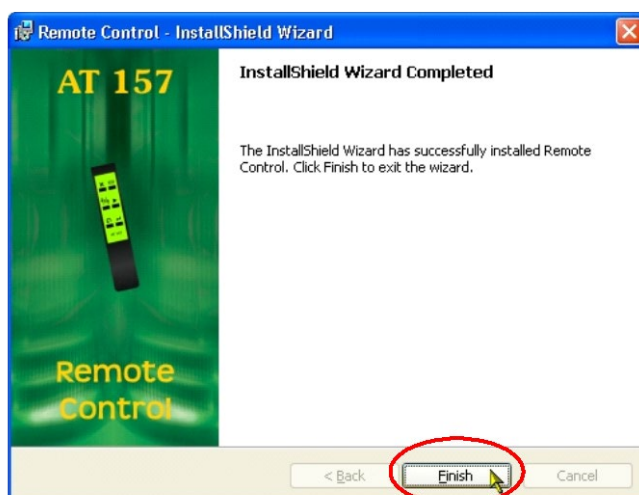 Remote Control - InstallShield Wizard
AT 157
Remote
Control
InstallShield Wizard Completed
The InstallShield Wizard has successfully installed Remote
Control. Click Finish to exit the wizard.
< Back
Finish
Cancel